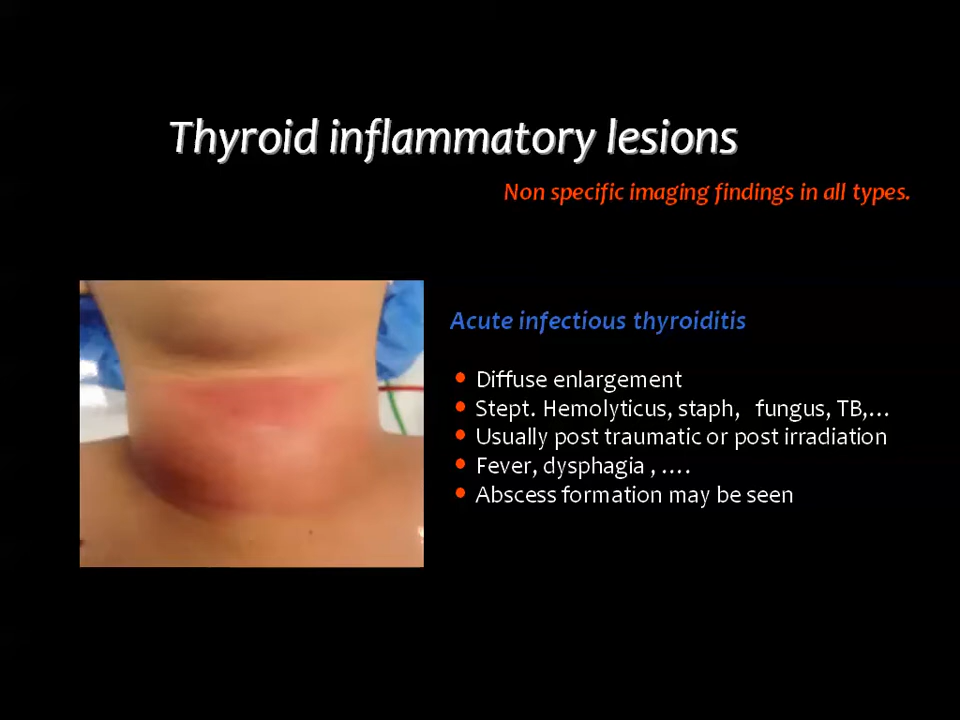 Thyroid inflammatory lesions
Non specific imaging findings in all types.
Acute infectious thyroiditis
• Diffuse enlargement
• Stept. Hemolyticus, staph, fungus, TB,...
• Usually post traumatic or post irradiation
• Fever, dysphagia , ....
• Abscess formation may be seen